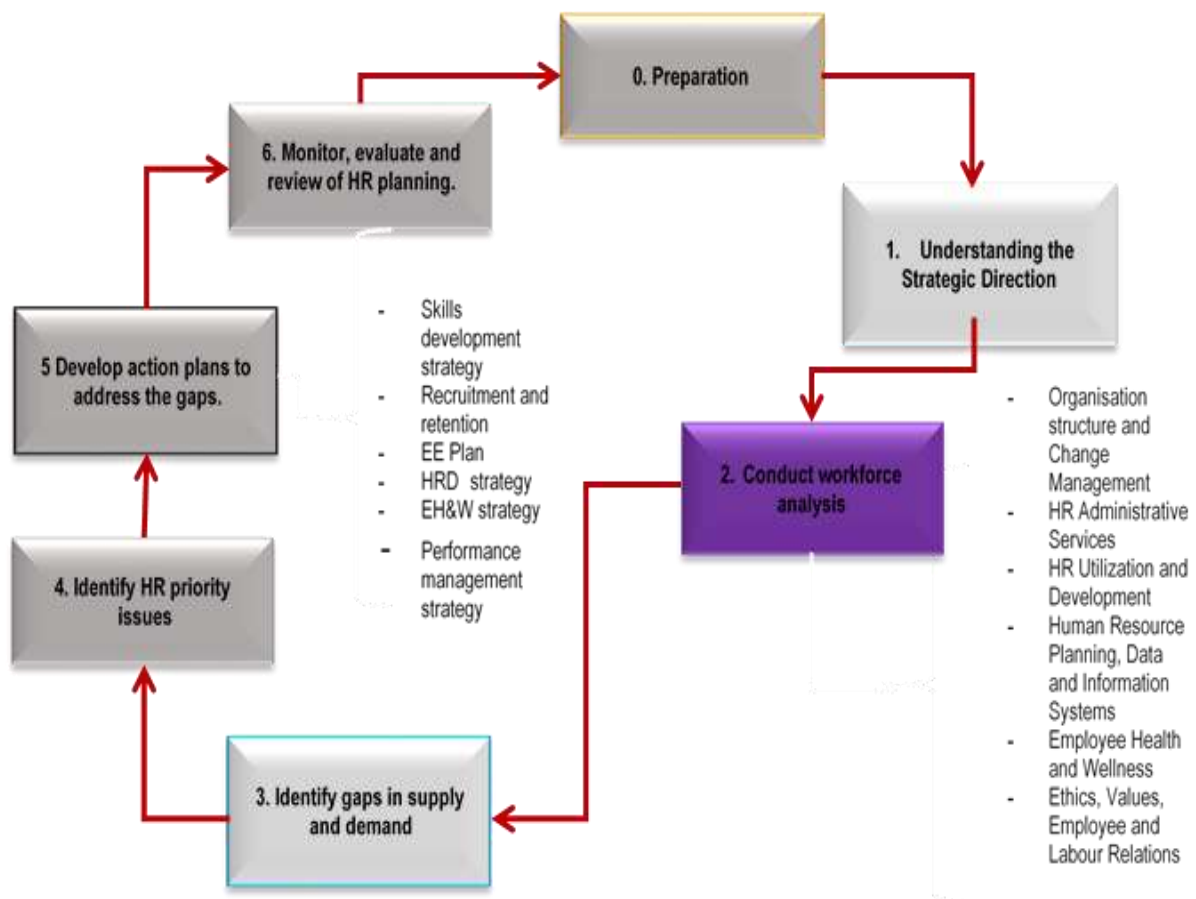 0. Preparation
1. Understanding the
Strategic Direction
2. Conduct workforce
analysis
- Organisation
structure and
Change
Management
- HR Administrative
Services
- HR Utilization and
Development
- Human Resource
Planning, Data
and Information
Systems
- Employee Health
and Wellness
- Ethics, Values,
Employee and
Labour Relations
3. Identify gaps in supply
and demand
4. Identify HR priority
issues
5 Develop action plans to
address the gaps.
- Skills
development
strategy
- Recruitment and
retention
- EE Plan
- HRD strategy
- EH&W strategy
- Performance
management
strategy
6. Monitor, evaluate and
review of HR planning.